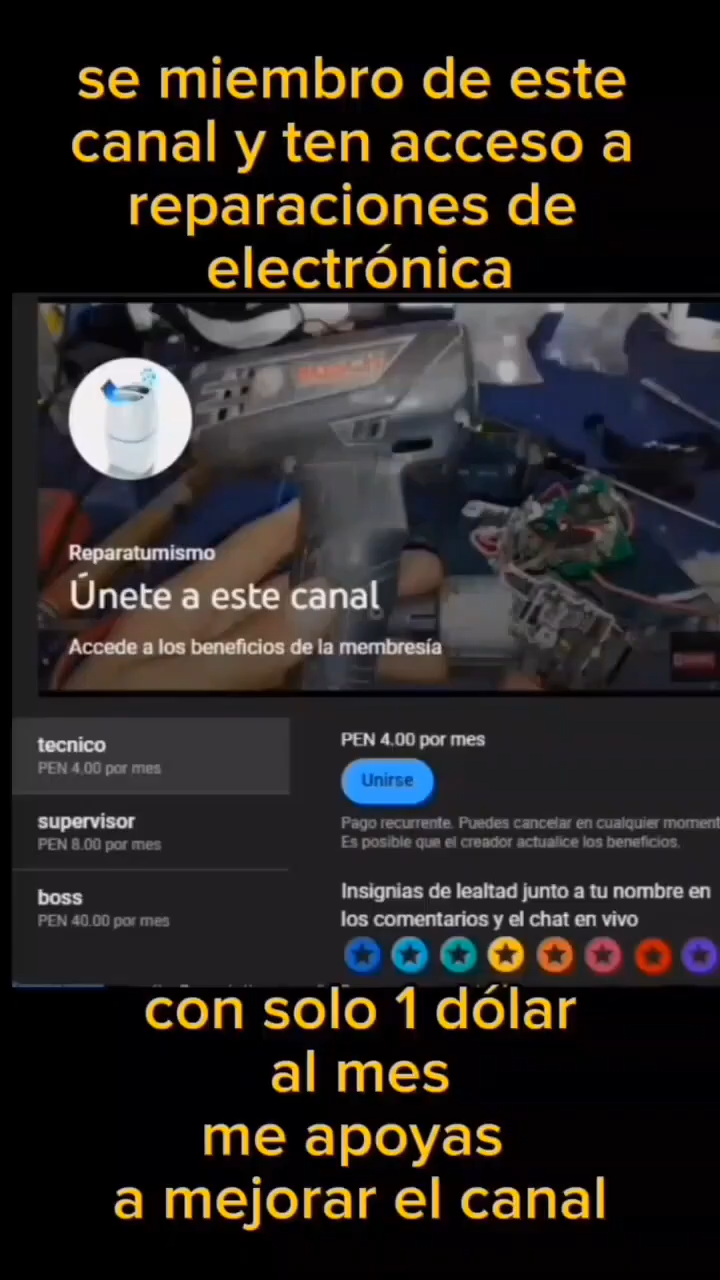 se miembro de este
canal y ten acceso a
reparaciones de
electrónica
Reparatumismo
Únete a este canal
Accede a los beneficios de la membresía
tecnico
PEN 4.00 por mes
supervisor
PEN 8.00 por mes
boss
PEN 40.00 por mes
PEN 4.00 por mes
Unirse
Pago recurrente. Puedes cancelar en cualquier moment
Es posible que el creador actualice los beneficios.
Insignias de lealtad junto a tu nombre en
los comentarios y el chat en vivo
con solo 1 dólar
al mes
me apoyas
a mejorar el canal